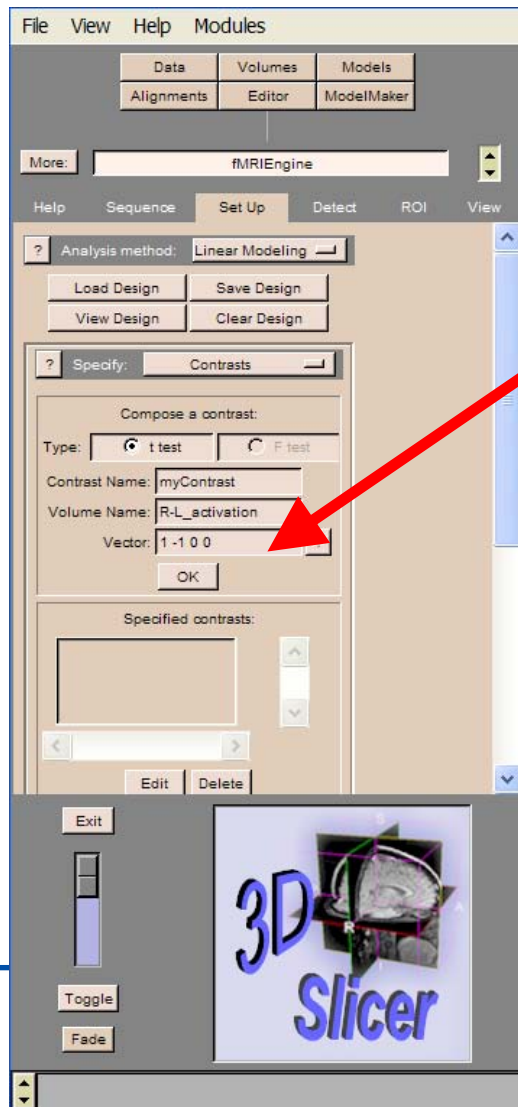 File View Help Modules
Data Volumes Models
Alignments Editor ModelMaker
More: fMRIEngine
Help Sequence Set Up Detect ROI View
? Analysis method: Linear Modeling
Load Design Save Design
View Design Clear Design
? Specify: Contrasts
Compose a contrast:
Type: t test F test
Contrast Name: myContrast
Volume Name: R-L_activation
Vector: 1 -1 0 0
OK
Specified contrasts:
Edit Delete
Exit
Toggle
Fade
S
A
R
I
3D
Slicer